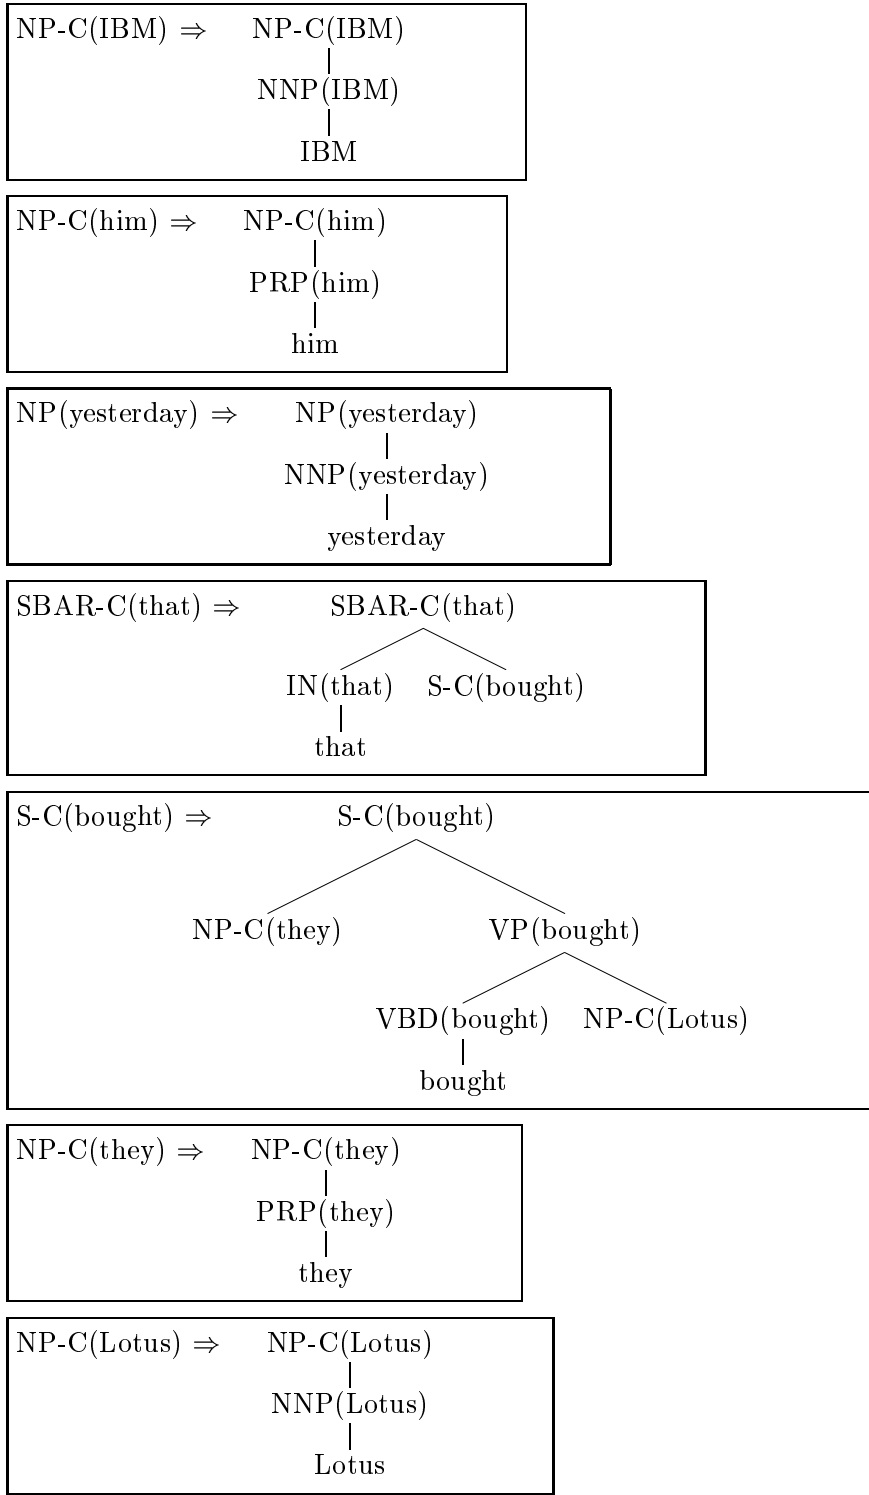 NP-C(IBM) ⇒ NP-C(IBM)
NNP(IBM)
IBM
NP-C(him) ⇒ NP-C(him)
PRP(him)
him
NP(yesterday) ⇒ NP(yesterday)
NNP(yesterday)
yesterday
SBAR-C(that) ⇒ SBAR-C(that)
IN(that) S-C(bought)
that
S-C(bought) ⇒ S-C(bought)
NP-C(they) VP(bought)
VBD(bought) NP-C(Lotus)
bought
NP-C(they) ⇒ NP-C(they)
PRP(they)
they
NP-C(Lotus) ⇒ NP-C(Lotus)
NNP(Lotus)
Lotus